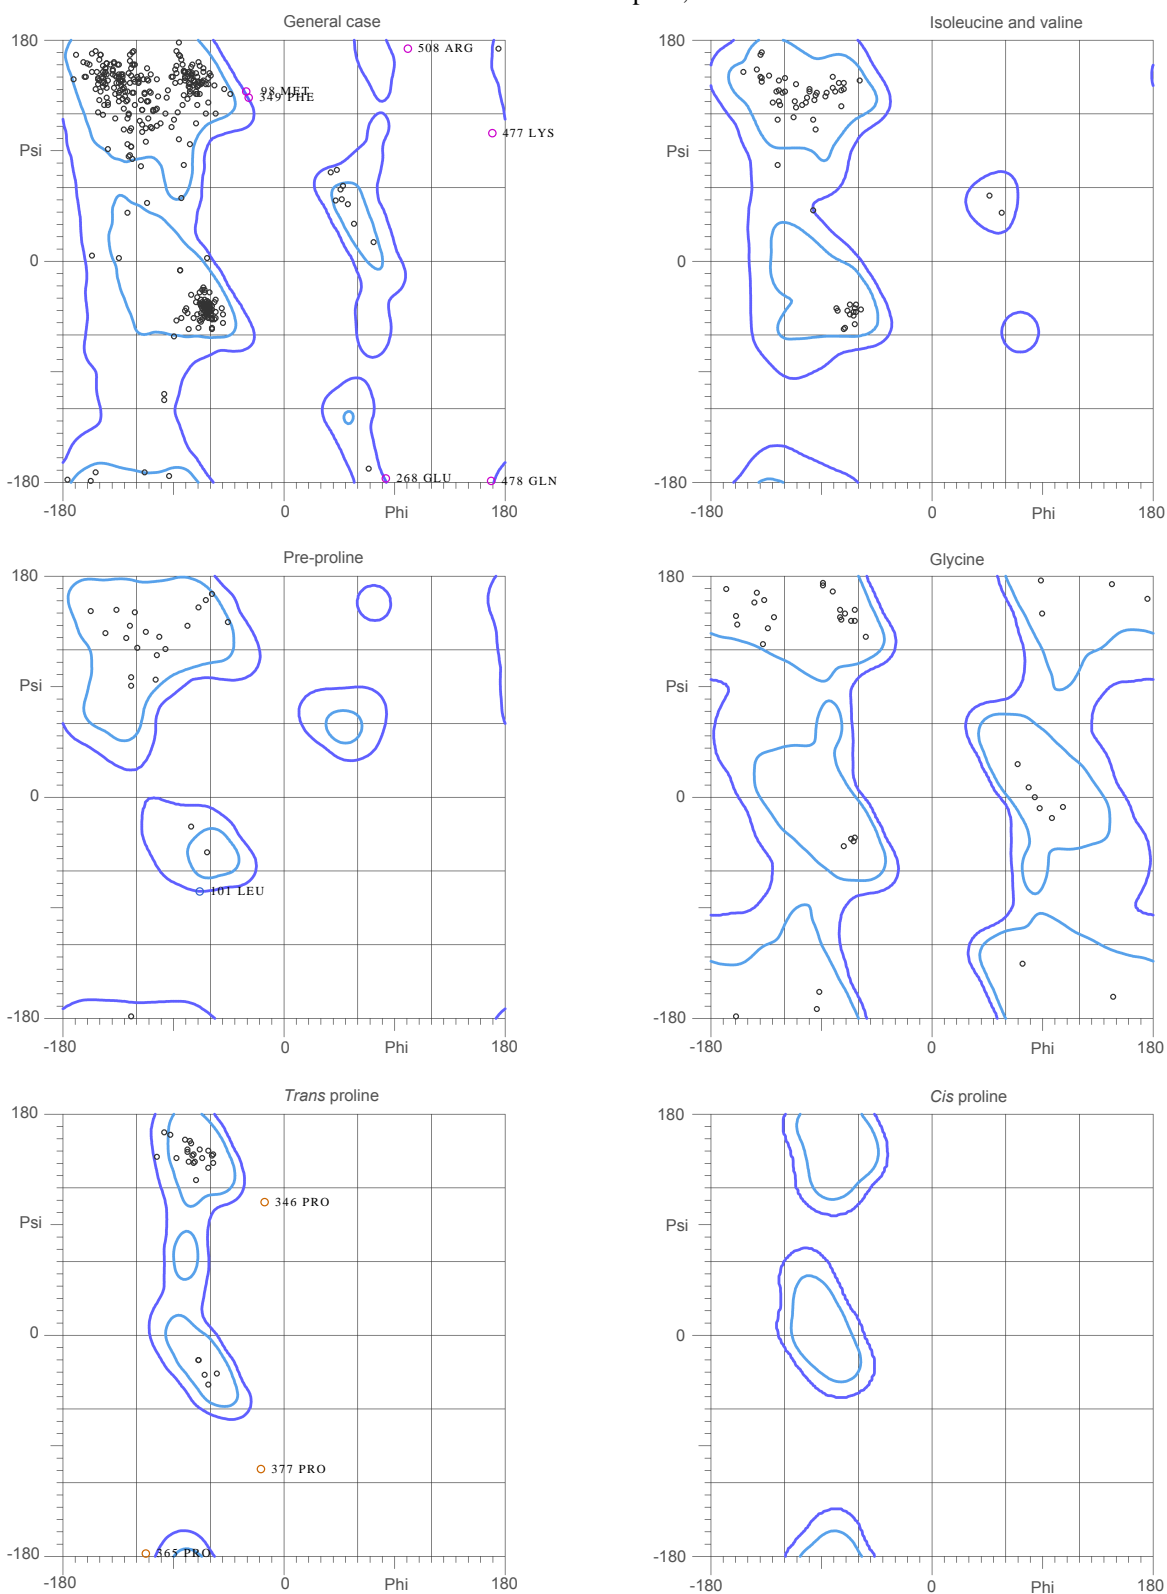 General case
180
Psi
0
-180
-180
0
Phi
180
508 ARG
98 MET
349 PHE
477 LYS
268 GLU
478 GLN
Isoleucine and valine
180
Psi
0
-180
-180
0
Phi
180
Pre-proline
180
Psi
0
-180
-180
0
Phi
180
101 LEU
Glycine
180
Psi
0
-180
-180
0
Phi
180
Trans proline
180
Psi
0
-180
-180
0
Phi
180
346 PRO
377 PRO
365 PRO
Cis proline
180
Psi
0
-180
-180
0
Phi
180